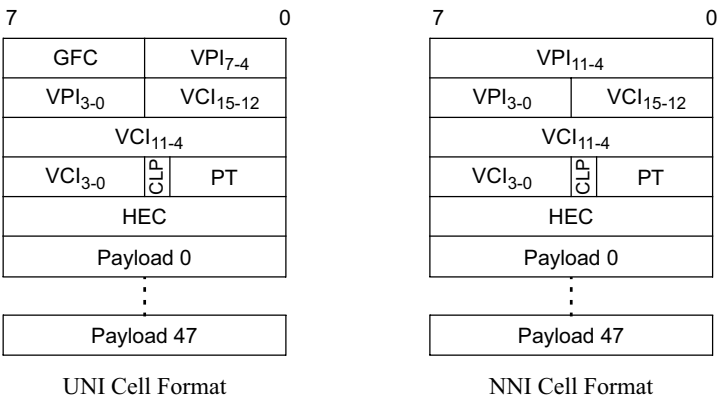 7 0 7 0
GFC VPI7-4 VPI11-4
VPI3-0 VCI15-12 VPI3-0 VCI15-12
VCI11-4 VCI11-4
VCI3-0 CLP PT VCI3-0 CLP PT
HEC HEC
Payload 0 Payload 0
Payload 47 Payload 47
UNI Cell Format NNI Cell Format